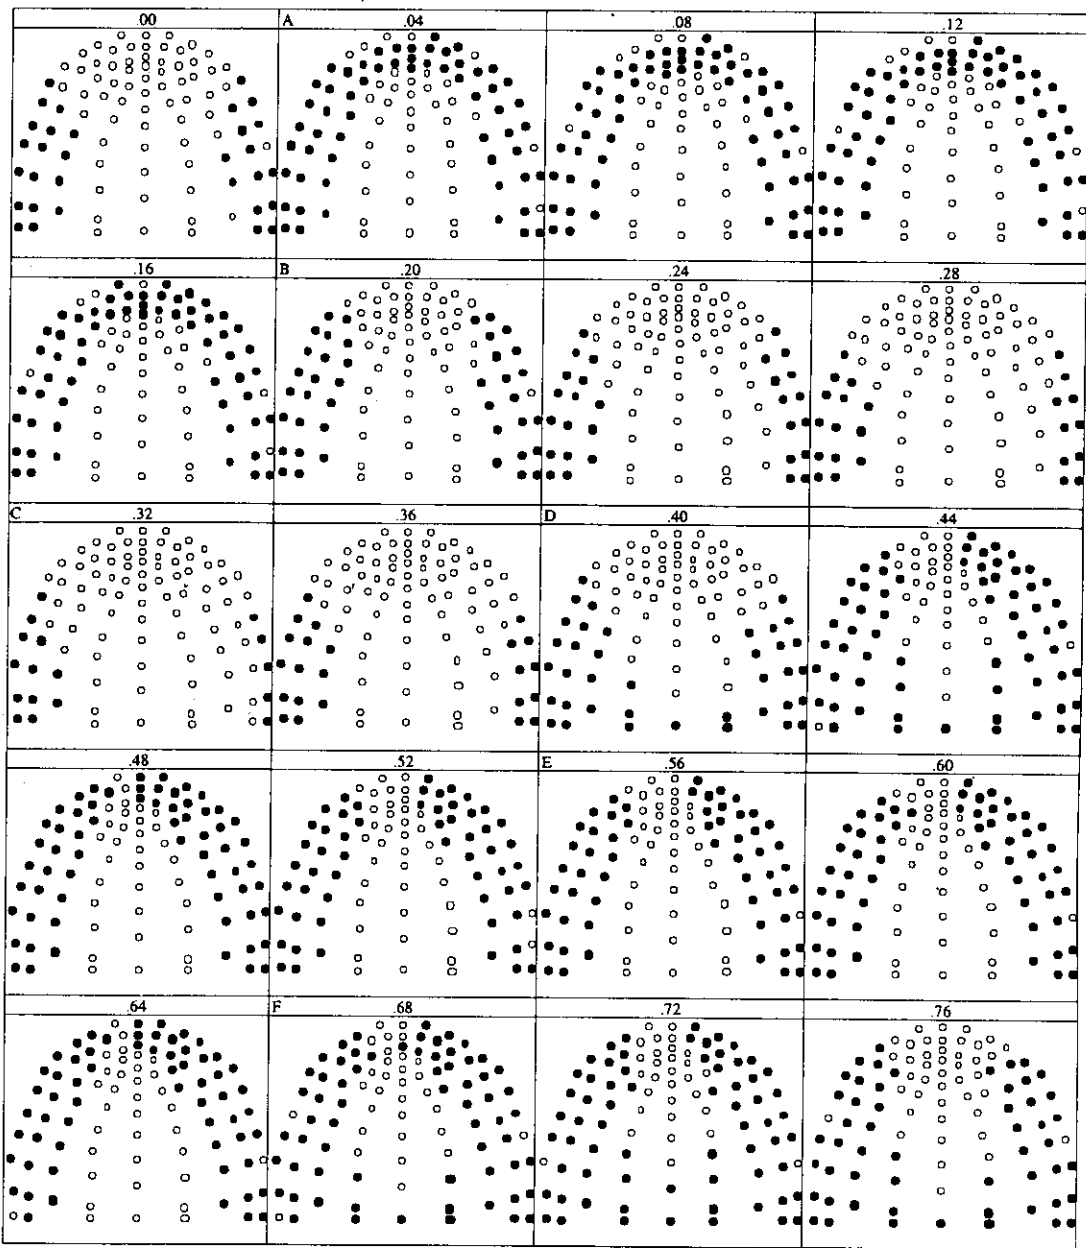 .00 A .04 .08 .12
.16 B .20 .24 .28
C .32 .36 D .40 .44
.48 .52 E .56 .60
.64 F .68 .72 .76